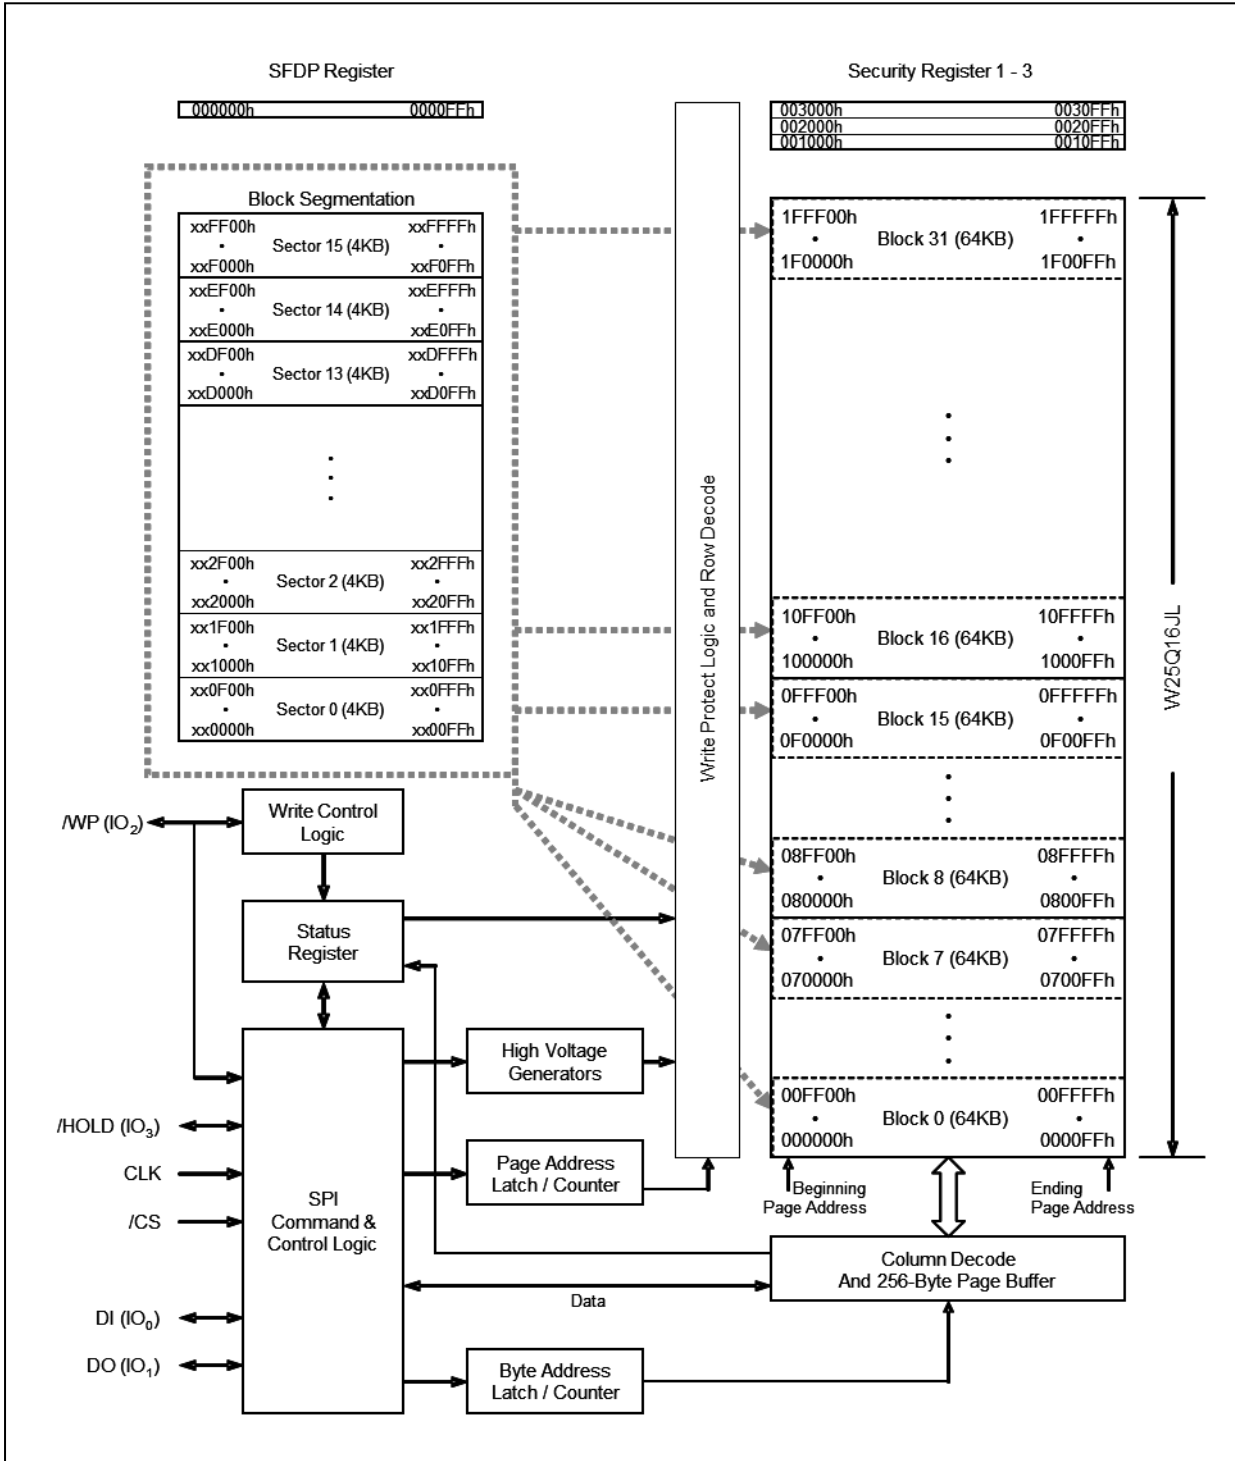 SFDP Register
000000h 0000FFh
Security Register 1 - 3
003000h 0030FFh
002000h 0020FFh
001000h 0010FFh
Block Segmentation
xxFF00h xxFFFFh
Sector 15 (4KB)
xxF000h xxF0FFh
xxEF00h xxEFFFh
Sector 14 (4KB)
xxE000h xxE0FFh
xxDF00h xxDFFFh
Sector 13 (4KB)
xxD000h xxD0FFh
xx2F00h xx2FFFh
Sector 2 (4KB)
xx2000h xx20FFh
xx1F00h xx1FFFh
Sector 1 (4KB)
xx1000h xx10FFh
xx0F00h xx0FFFh
Sector 0 (4KB)
xx0000h xx00FFh
Write Protect Logic and Row Decode
1FFF00h 1FFFFFh
Block 31 (64KB)
1F0000h 1F00FFh
10FF00h 10FFFFh
Block 16 (64KB)
100000h 1000FFh
0FFF00h 0FFFFFh
Block 15 (64KB)
0F0000h 0F00FFh
08FF00h 08FFFFh
Block 8 (64KB)
080000h 0800FFh
07FF00h 07FFFFh
Block 7 (64KB)
070000h 0700FFh
00FF00h 00FFFFh
Block 0 (64KB)
000000h 0000FFh
W25Q16JL
Beginning
Page Address
Ending
Page Address
/WP (IO2)
Write Control
Logic
Status
Register
High Voltage
Generators
/HOLD (IO3)
CLK
/CS
DI (IO0)
DO (IO1)
SPI
Command &
Control Logic
Page Address
Latch / Counter
Column Decode
And 256-Byte Page Buffer
Data
Byte Address
Latch / Counter